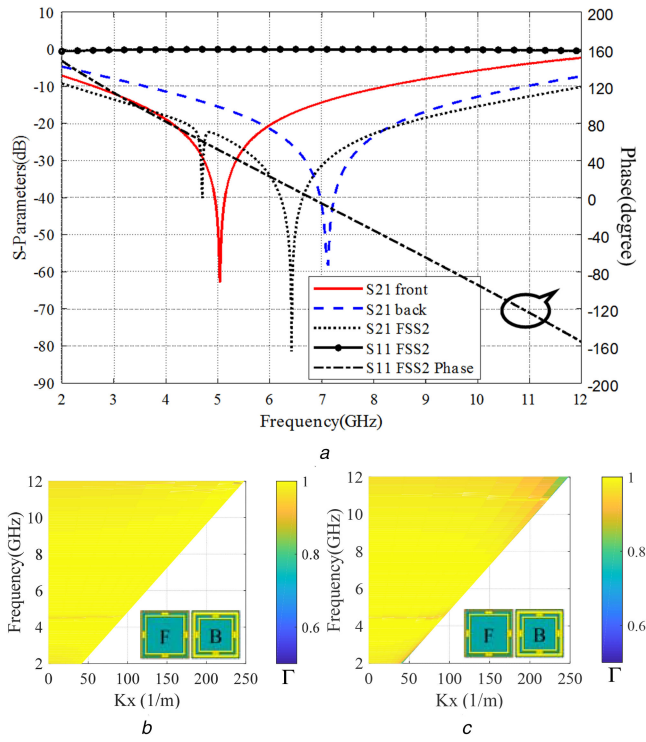 10
0
-10
-20
-30
-40
-50
-60
-70
-80
-90
S-Parameters(dB)
200
160
120
80
40
0
-40
-80
-120
-160
-200
Phase(degree)
S21 front
S21 back
S21 FSS2
S11 FSS2
S11 FSS2 Phase
2 3 4 5 6 7 8 9 10 11 12
Frequency(GHz)
a
12
10
8
6
4
2
Frequency(GHz)
F B
0 50 100 150 200 250
Kx (1/m)
1
0.8
0.6
Γ
b
12
10
8
6
4
2
Frequency(GHz)
F B
0 50 100 150 200 250
Kx (1/m)
1
0.8
0.6
Γ
c